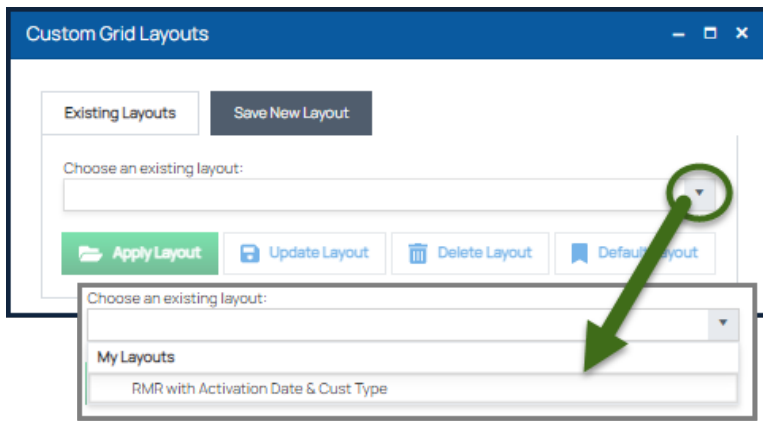 Custom Grid Layouts
Existing Layouts
Save New Layout
Choose an existing layout:
Apply Layout
Update Layout
Delete Layout
Default Layout
Choose an existing layout:
My Layouts
RMR with Activation Date & Cust Type